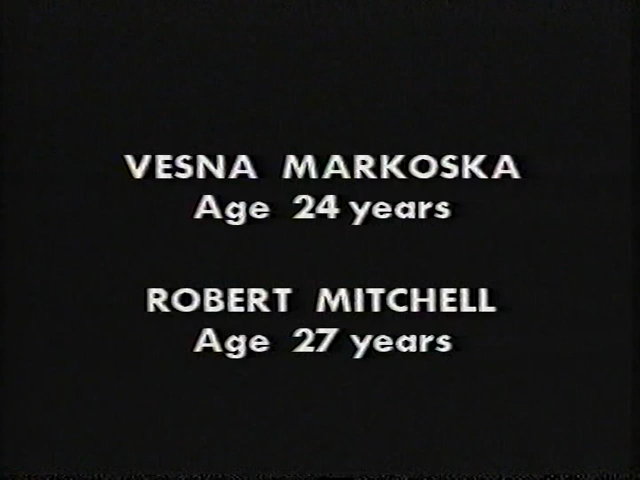 VESNA MARKOSKA
Age 24 years
ROBERT MITCHELL
Age 27 years